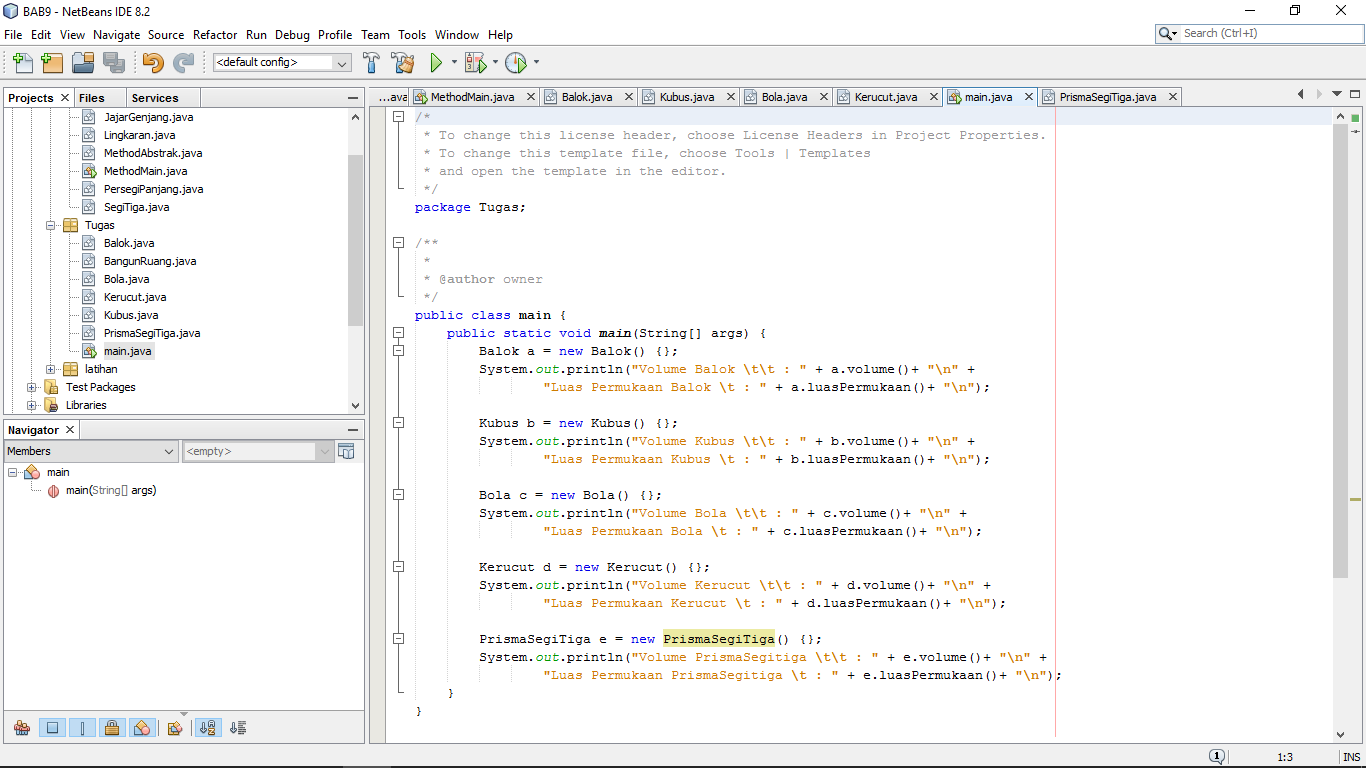 BAB9 - NetBeans IDE 8.2
File Edit View Navigate Source Refactor Run Debug Profile Team Tools Window Help
Search (Ctrl+I)
<default config>
Projects Files Services
JajarGenjang.java
Lingkaran.java
MethodAbstrak.java
MethodMain.java
PersegiPanjang.java
SegiTiga.java
Tugas
Balok.java
BangunRuang.java
Bola.java
Kerucut.java
Kubus.java
PrismaSegiTiga.java
main.java
latihan
Test Packages
Libraries
Navigator
Members
<empty>
main
main(String[] args)
...ava MethodMain.java Balok.java Kubus.java Bola.java Kerucut.java main.java PrismaSegiTiga.java
/*
* To change this license header, choose License Headers in Project Properties.
* To change this template file, choose Tools | Templates
* and open the template in the editor.
*/
package Tugas;
/**
*
* @author owner
*/
public class main {
public static void main(String[] args) {
Balok a = new Balok() {};
System.out.println("Volume Balok \t\t : " + a.volume()+ "\n" +
"Luas Permukaan Balok \t : " + a.luasPermukaan()+ "\n");
Kubus b = new Kubus() {};
System.out.println("Volume Kubus \t\t : " + b.volume()+ "\n" +
"Luas Permukaan Kubus \t : " + b.luasPermukaan()+ "\n");
Bola c = new Bola() {};
System.out.println("Volume Bola \t\t : " + c.volume()+ "\n" +
"Luas Permukaan Bola \t : " + c.luasPermukaan()+ "\n");
Kerucut d = new Kerucut() {};
System.out.println("Volume Kerucut \t\t : " + d.volume()+ "\n" +
"Luas Permukaan Kerucut \t : " + d.luasPermukaan()+ "\n");
PrismaSegiTiga e = new PrismaSegiTiga() {};
System.out.println("Volume PrismaSegitiga \t\t : " + e.volume()+ "\n" +
"Luas Permukaan PrismaSegitiga \t : " + e.luasPermukaan()+ "\n");
}
}
1
1:3
INS